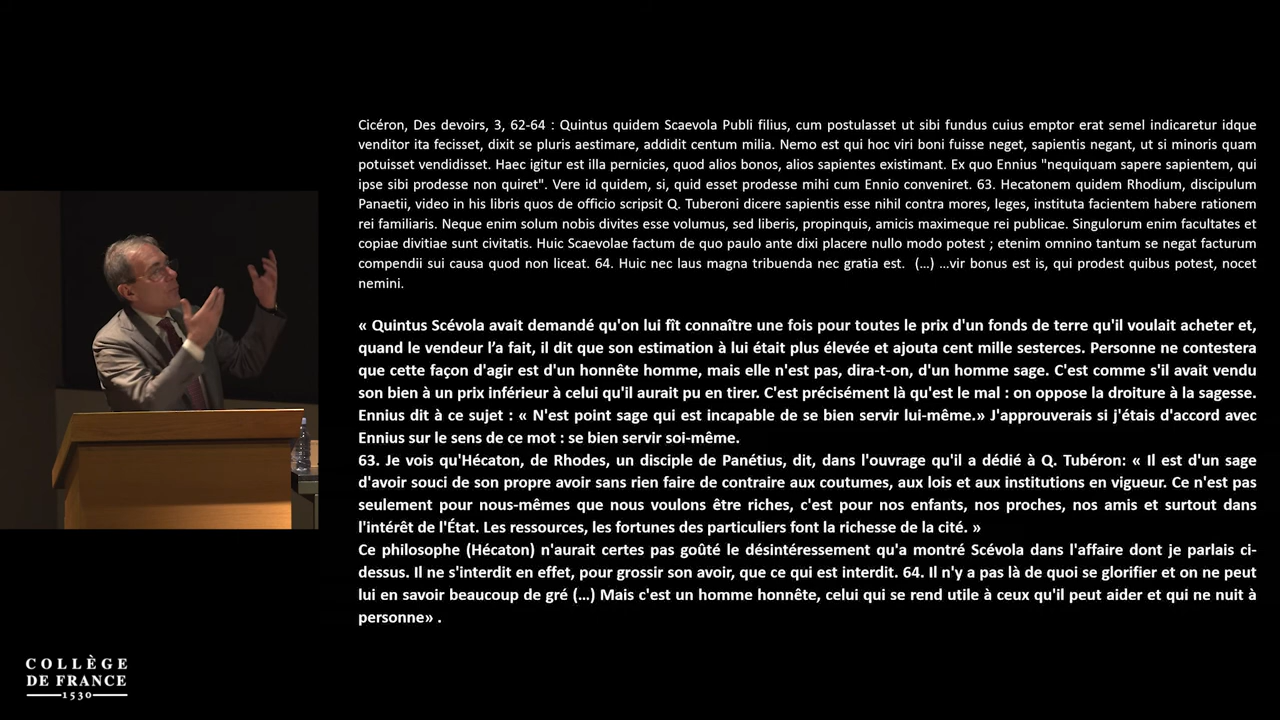 Cicéron, Des devoirs, 3, 62-64 : Quintus quidem Scaevola Publi filius, cum postulasset ut sibi fundus cuius emptor erat semel indicaretur idque
venditor ita fecisset, dixit se pluris aestimare, addidit centum milia. Nemo est qui hoc viri boni fuisse neget, sapientis negant, ut si minoris quam
potuisset vendidisset. Haec igitur est illa pernicies, quod alios bonos, alios sapientes existimant. Ex quo Ennius "nequiquam sapere sapientem, qui
ipse sibi prodesse non quiret". Vere id quidem, si, quid esset prodesse mihi cum Ennio conveniret. 63. Hecatonem quidem Rhodium, discipulum
Panaetii, video in his libris quos de officio scripsit Q. Tuberoni dicere sapientis esse nihil contra mores, leges, instituta facientem habere rationem
rei familiaris. Neque enim solum nobis divites esse volumus, sed liberis, propinquis, amicis maximeque rei publicae. Singulorum enim facultates et
copiae divitiae sunt civitatis. Huic Scaevolae factum de quo paulo ante dixi placere nullo modo potest ; etenim omnino tantum se negat facturum
compendii sui causa quod non liceat. 64. Huic nec laus magna tribuenda nec gratia est. (…) …vir bonus est is, qui prodest quibus potest, nocet
nemini.
« Quintus Scévola avait demandé qu'on lui fît connaître une fois pour toutes le prix d'un fonds de terre qu'il voulait acheter et,
quand le vendeur l’a fait, il dit que son estimation à lui était plus élevée et ajouta cent mille sesterces. Personne ne contestera
que cette façon d'agir est d'un honnête homme, mais elle n'est pas, dira-t-on, d'un homme sage. C'est comme s'il avait vendu
son bien à un prix inférieur à celui qu'il aurait pu en tirer. C'est précisément là qu'est le mal : on oppose la droiture à la sagesse.
Ennius dit à ce sujet : « N'est point sage qui est incapable de se bien servir lui-même.» J'approuverais si j'étais d'accord avec
Ennius sur le sens de ce mot : se bien servir soi-même.
63. Je vois qu'Hécaton, de Rhodes, un disciple de Panétius, dit, dans l'ouvrage qu'il a dédié à Q. Tubéron: « Il est d'un sage
d'avoir souci de son propre avoir sans rien faire de contraire aux coutumes, aux lois et aux institutions en vigueur. Ce n'est pas
seulement pour nous-mêmes que nous voulons être riches, c'est pour nos enfants, nos proches, nos amis et surtout dans
l'intérêt de l'État. Les ressources, les fortunes des particuliers font la richesse de la cité. »
Ce philosophe (Hécaton) n'aurait certes pas goûté le désintéressement qu'a montré Scévola dans l'affaire dont je parlais ci-
dessus. Il ne s'interdit en effet, pour grossir son avoir, que ce qui est interdit. 64. Il n'y a pas là de quoi se glorifier et on ne peut
lui en savoir beaucoup de gré (…) Mais c'est un homme honnête, celui qui se rend utile à ceux qu'il peut aider et qui ne nuit à
personne» .
COLLÈGE
DE FRANCE
1530